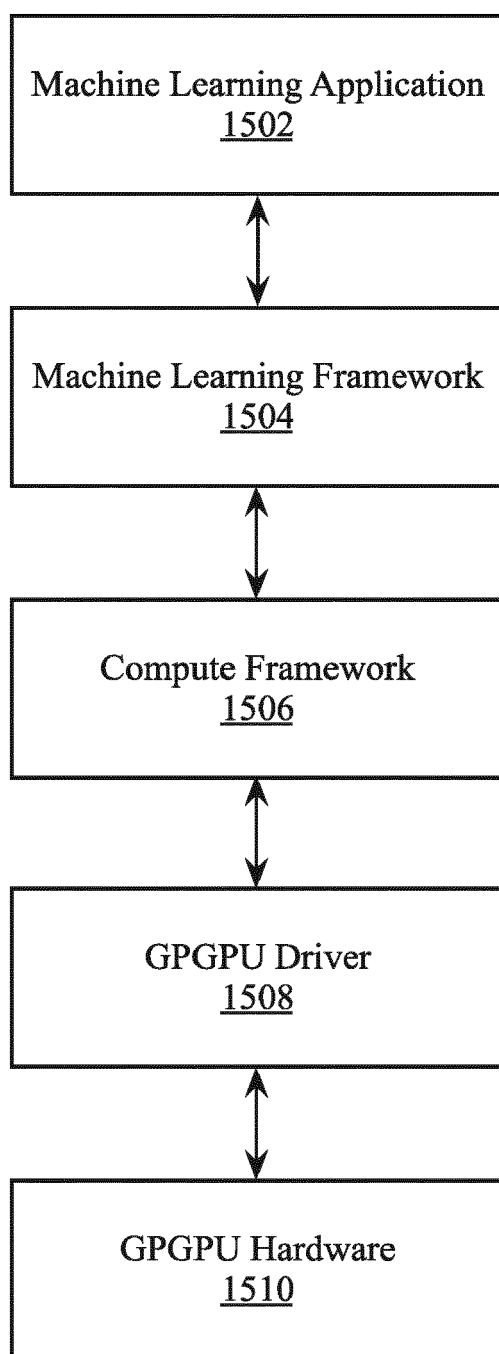 Machine Learning Application
1502
Machine Learning Framework
1504
Compute Framework
1506
GPGPU Driver
1508
GPGPU Hardware
1510